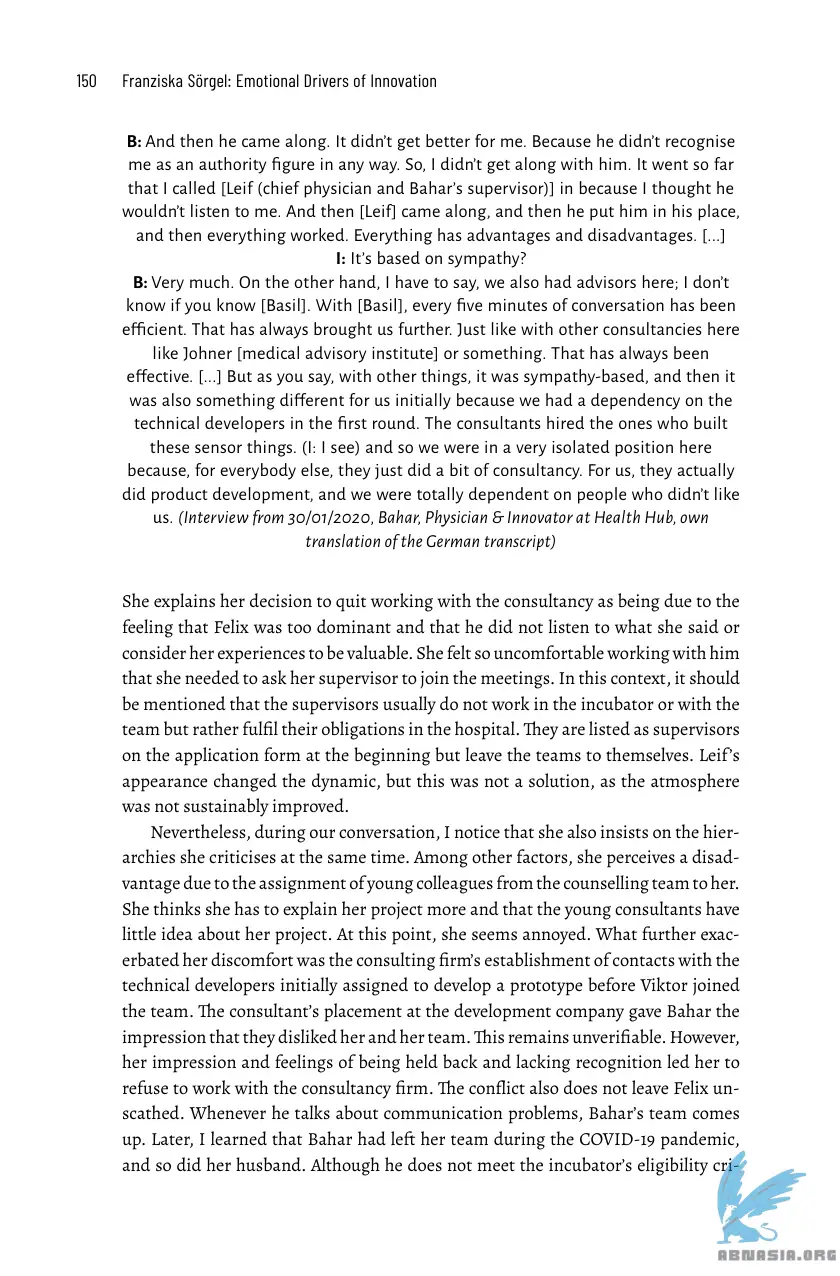 150 Franziska Sörgel: Emotional Drivers of Innovation
B: And then he came along. It didn’t get better for me. Because he didn’t recognise
me as an authority figure in any way. So, I didn’t get along with him. It went so far
that I called [Leif (chief physician and Bahar’s supervisor)] in because I thought he
wouldn’t listen to me. And then [Leif] came along, and then he put him in his place,
and then everything worked. Everything has advantages and disadvantages. [...]
I: It’s based on sympathy?
B: Very much. On the other hand, I have to say, we also had advisors here; I don’t
know if you know [Basil]. With [Basil], every five minutes of conversation has been
efficient. That has always brought us further. Just like with other consultancies here
like Johner [medical advisory institute] or something. That has always been
effective. [...] But as you say, with other things, it was sympathy-based, and then it
was also something different for us initially because we had a dependency on the
technical developers in the first round. The consultants hired the ones who built
these sensor things. (I: I see) and so we were in a very isolated position here
because, for everybody else, they just did a bit of consultancy. For us, they actually
did product development, and we were totally dependent on people who didn’t like
us. (Interview from 30/01/2020, Bahar, Physician & Innovator at Health Hub, own
translation of the German transcript)
She explains her decision to quit working with the consultancy as being due to the
feeling that Felix was too dominant and that he did not listen to what she said or
consider her experiences to be valuable. She felt so uncomfortable working with him
that she needed to ask her supervisor to join the meetings. In this context, it should
be mentioned that the supervisors usually do not work in the incubator or with the
team but rather fulfil their obligations in the hospital. They are listed as supervisors
on the application form at the beginning but leave the teams to themselves. Leif’s
appearance changed the dynamic, but this was not a solution, as the atmosphere
was not sustainably improved.
Nevertheless, during our conversation, I notice that she also insists on the hier-
archies she criticises at the same time. Among other factors, she perceives a disad-
vantage due to the assignment of young colleagues from the counselling team to her.
She thinks she has to explain her project more and that the young consultants have
little idea about her project. At this point, she seems annoyed. What further exac-
erbated her discomfort was the consulting firm’s establishment of contacts with the
technical developers initially assigned to develop a prototype before Viktor joined
the team. The consultant’s placement at the development company gave Bahar the
impression that they disliked her and her team. This remains unverifiable. However,
her impression and feelings of being held back and lacking recognition led her to
refuse to work with the consultancy firm. The conflict also does not leave Felix un-
scathed. Whenever he talks about communication problems, Bahar’s team comes
up. Later, I learned that Bahar had left her team during the COVID-19 pandemic,
and so did her husband. Although he does not meet the incubator’s eligibility cri-
ABNASIA.ORG